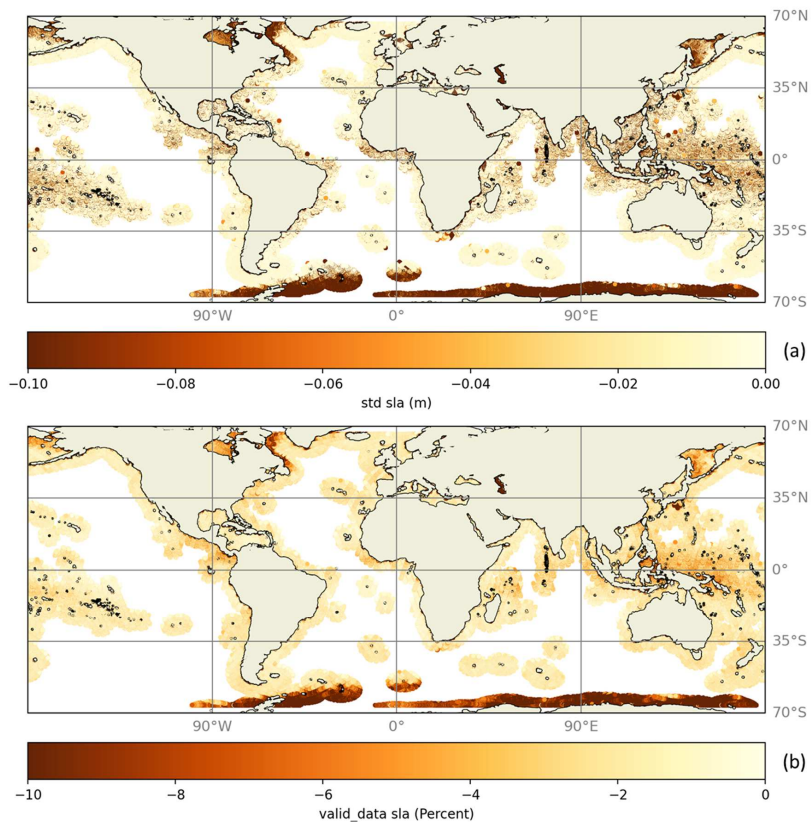 70°N
35°N
0°
35°S
70°S
90°W 0° 90°E
−0.10 −0.08 −0.06 −0.04 −0.02 0.00
(a)
std sla (m)
70°N
35°N
0°
35°S
70°S
90°W 0° 90°E
−10 −8 −6 −4 −2 0
(b)
valid_data sla (Percent)